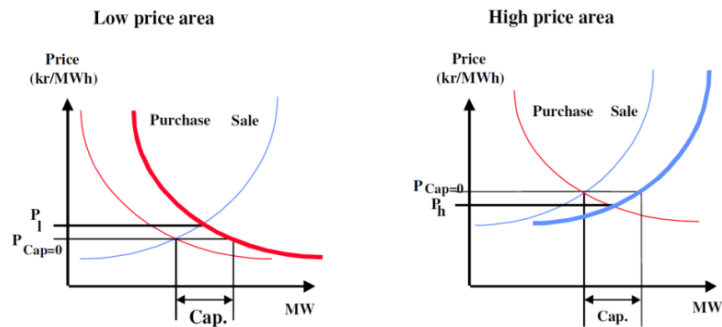 Low price area
Price
(kr/MWh)
Purchase Sale
P l
P Cap=0
Cap.
MW
High price area
Price
(kr/MWh)
Purchase Sale
P Cap=0
P h
Cap.
MW